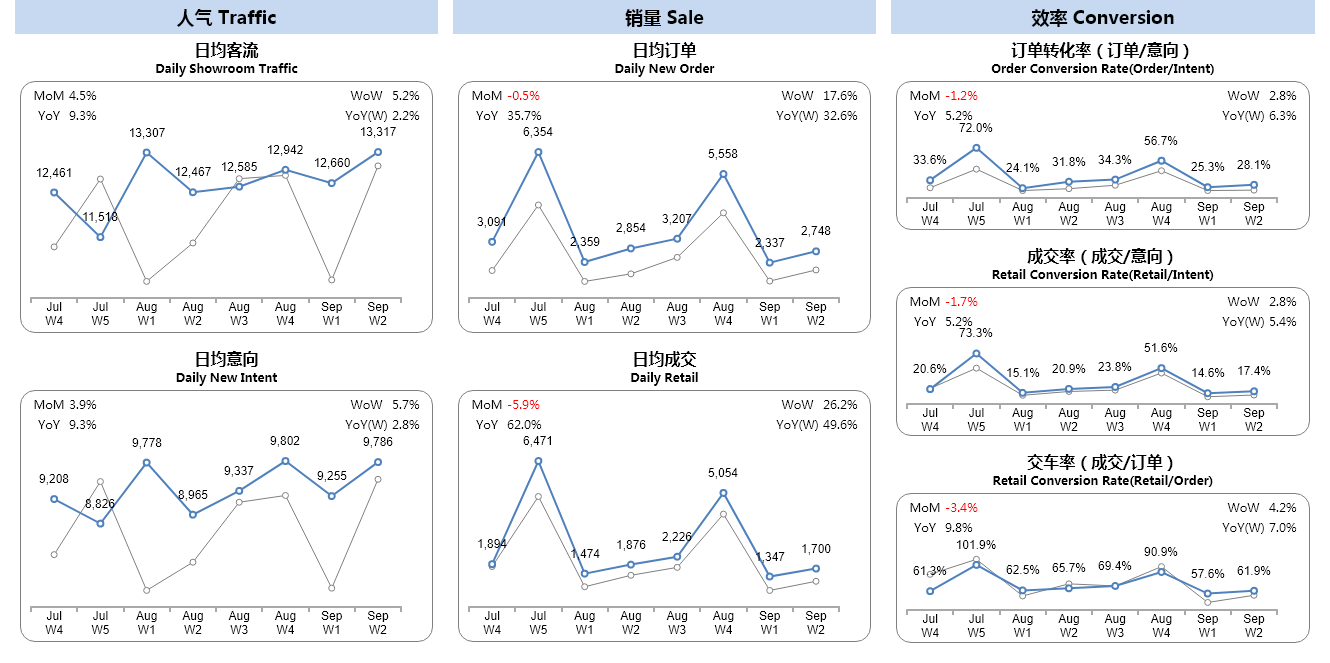 人气 Traffic
日均客流
Daily Showroom Traffic
MoM 4.5% WoW 5.2%
YoY 9.3% YoY(W) 2.2%
12,461 11,518 13,307 12,467 12,585 12,942 12,660 13,317
Jul Jul Aug Aug Aug Aug Sep Sep
W4 W5 W1 W2 W3 W4 W1 W2
日均意向
Daily New Intent
MoM 3.9% WoW 5.7%
YoY 9.3% YoY(W) 2.8%
9,208 8,826 9,778 8,965 9,337 9,802 9,255 9,786
Jul Jul Aug Aug Aug Aug Sep Sep
W4 W5 W1 W2 W3 W4 W1 W2
销量 Sale
日均订单
Daily New Order
MoM -0.5% WoW 17.6%
YoY 35.7% YoY(W) 32.6%
3,091 6,354 2,359 2,854 3,207 5,558 2,337 2,748
Jul Jul Aug Aug Aug Aug Sep Sep
W4 W5 W1 W2 W3 W4 W1 W2
日均成交
Daily Retail
MoM -5.9% WoW 26.2%
YoY 62.0% YoY(W) 49.6%
1,894 6,471 1,474 1,876 2,226 5,054 1,347 1,700
Jul Jul Aug Aug Aug Aug Sep Sep
W4 W5 W1 W2 W3 W4 W1 W2
效率 Conversion
订单转化率（订单/意向）
Order Conversion Rate(Order/Intent)
MoM -1.2% WoW 2.8%
YoY 5.2% YoY(W) 6.3%
33.6% 72.0% 24.1% 31.8% 34.3% 56.7% 25.3% 28.1%
Jul Jul Aug Aug Aug Aug Sep Sep
W4 W5 W1 W2 W3 W4 W1 W2
成交率（成交/意向）
Retail Conversion Rate(Retail/Intent)
MoM -1.7% WoW 2.8%
YoY 5.2% YoY(W) 5.4%
20.6% 73.3% 15.1% 20.9% 23.8% 51.6% 14.6% 17.4%
Jul Jul Aug Aug Aug Aug Sep Sep
W4 W5 W1 W2 W3 W4 W1 W2
交车率（成交/订单）
Retail Conversion Rate(Retail/Order)
MoM -3.4% WoW 4.2%
YoY 9.8% YoY(W) 7.0%
61.3% 101.9% 62.5% 65.7% 69.4% 90.9% 57.6% 61.9%
Jul Jul Aug Aug Aug Aug Sep Sep
W4 W5 W1 W2 W3 W4 W1 W2